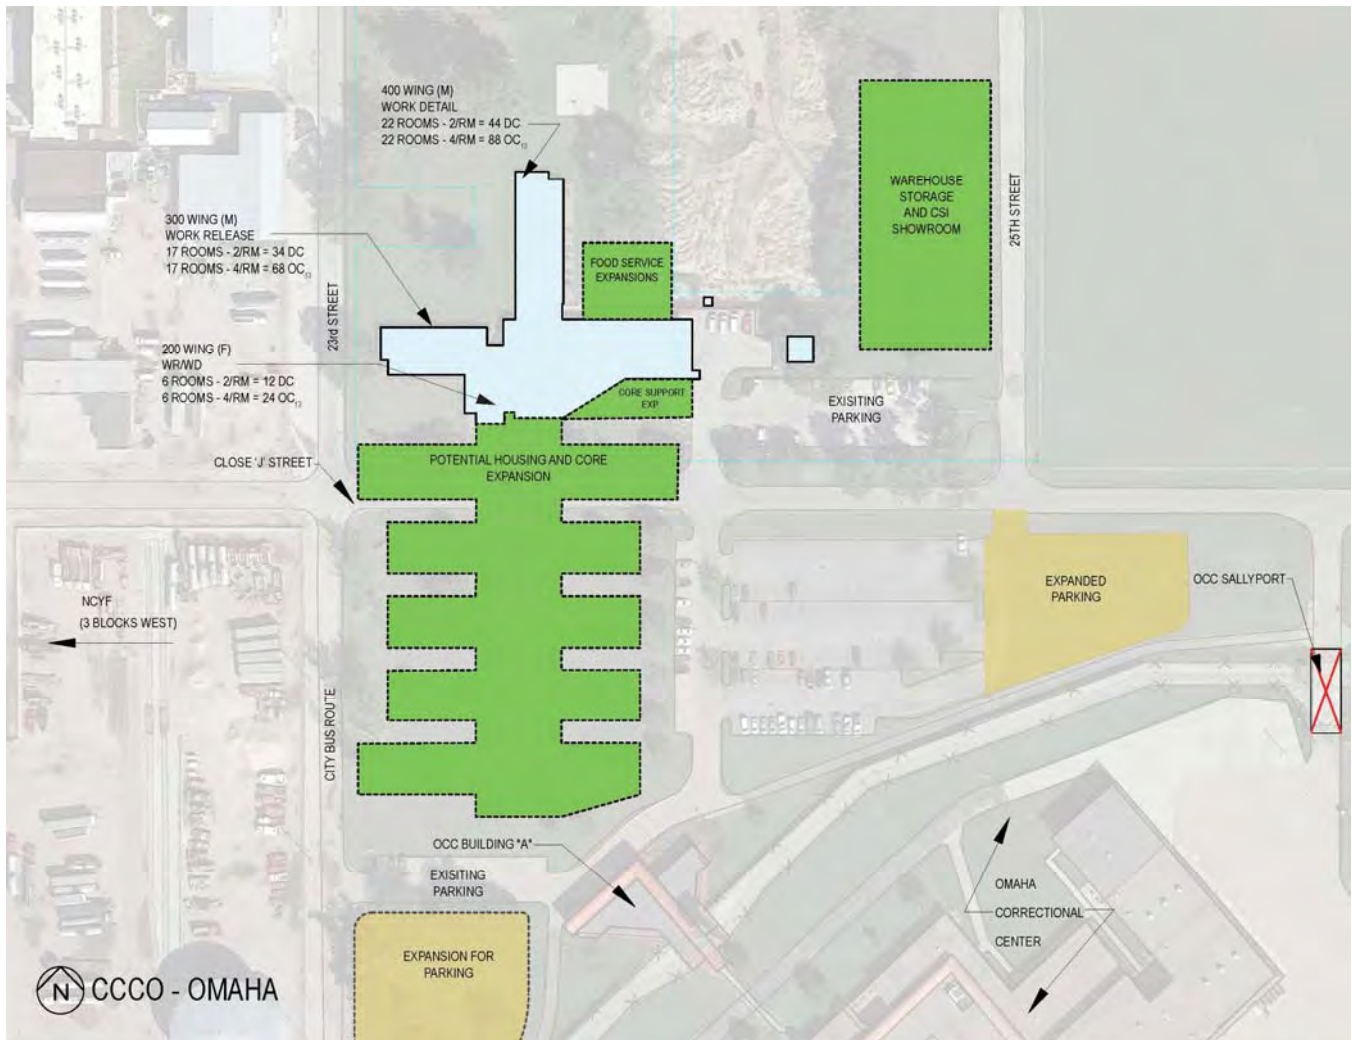 400 WING (M)
WORK DETAIL
22 ROOMS - 2/RM = 44 DC
22 ROOMS - 4/RM = 88 OC
WAREHOUSE
STORAGE
AND CSI
SHOWROOM
25TH STREET
300 WING (M)
WORK RELEASE
17 ROOMS - 2/RM = 34 DC
17 ROOMS - 4/RM = 68 OC
FOOD SERVICE
EXPANSIONS
23rd STREET
200 WING (F)
WR/WD
6 ROOMS - 2/RM = 12 DC
6 ROOMS - 4/RM = 24 OC
CORE SUPPORT
EXP.
EXISITING
PARKING
CLOSE 'J' STREET
POTENTIAL HOUSING AND CORE
EXPANSION
NCYF
(3 BLOCKS WEST)
EXPANDED
PARKING
OCC SALLYPORT
CITY BUS ROUTE
OCC BUILDING "A"
EXISITING
PARKING
OMAHA
CORRECTIONAL
CENTER
EXPANSION FOR
PARKING
N
CCCO - OMAHA